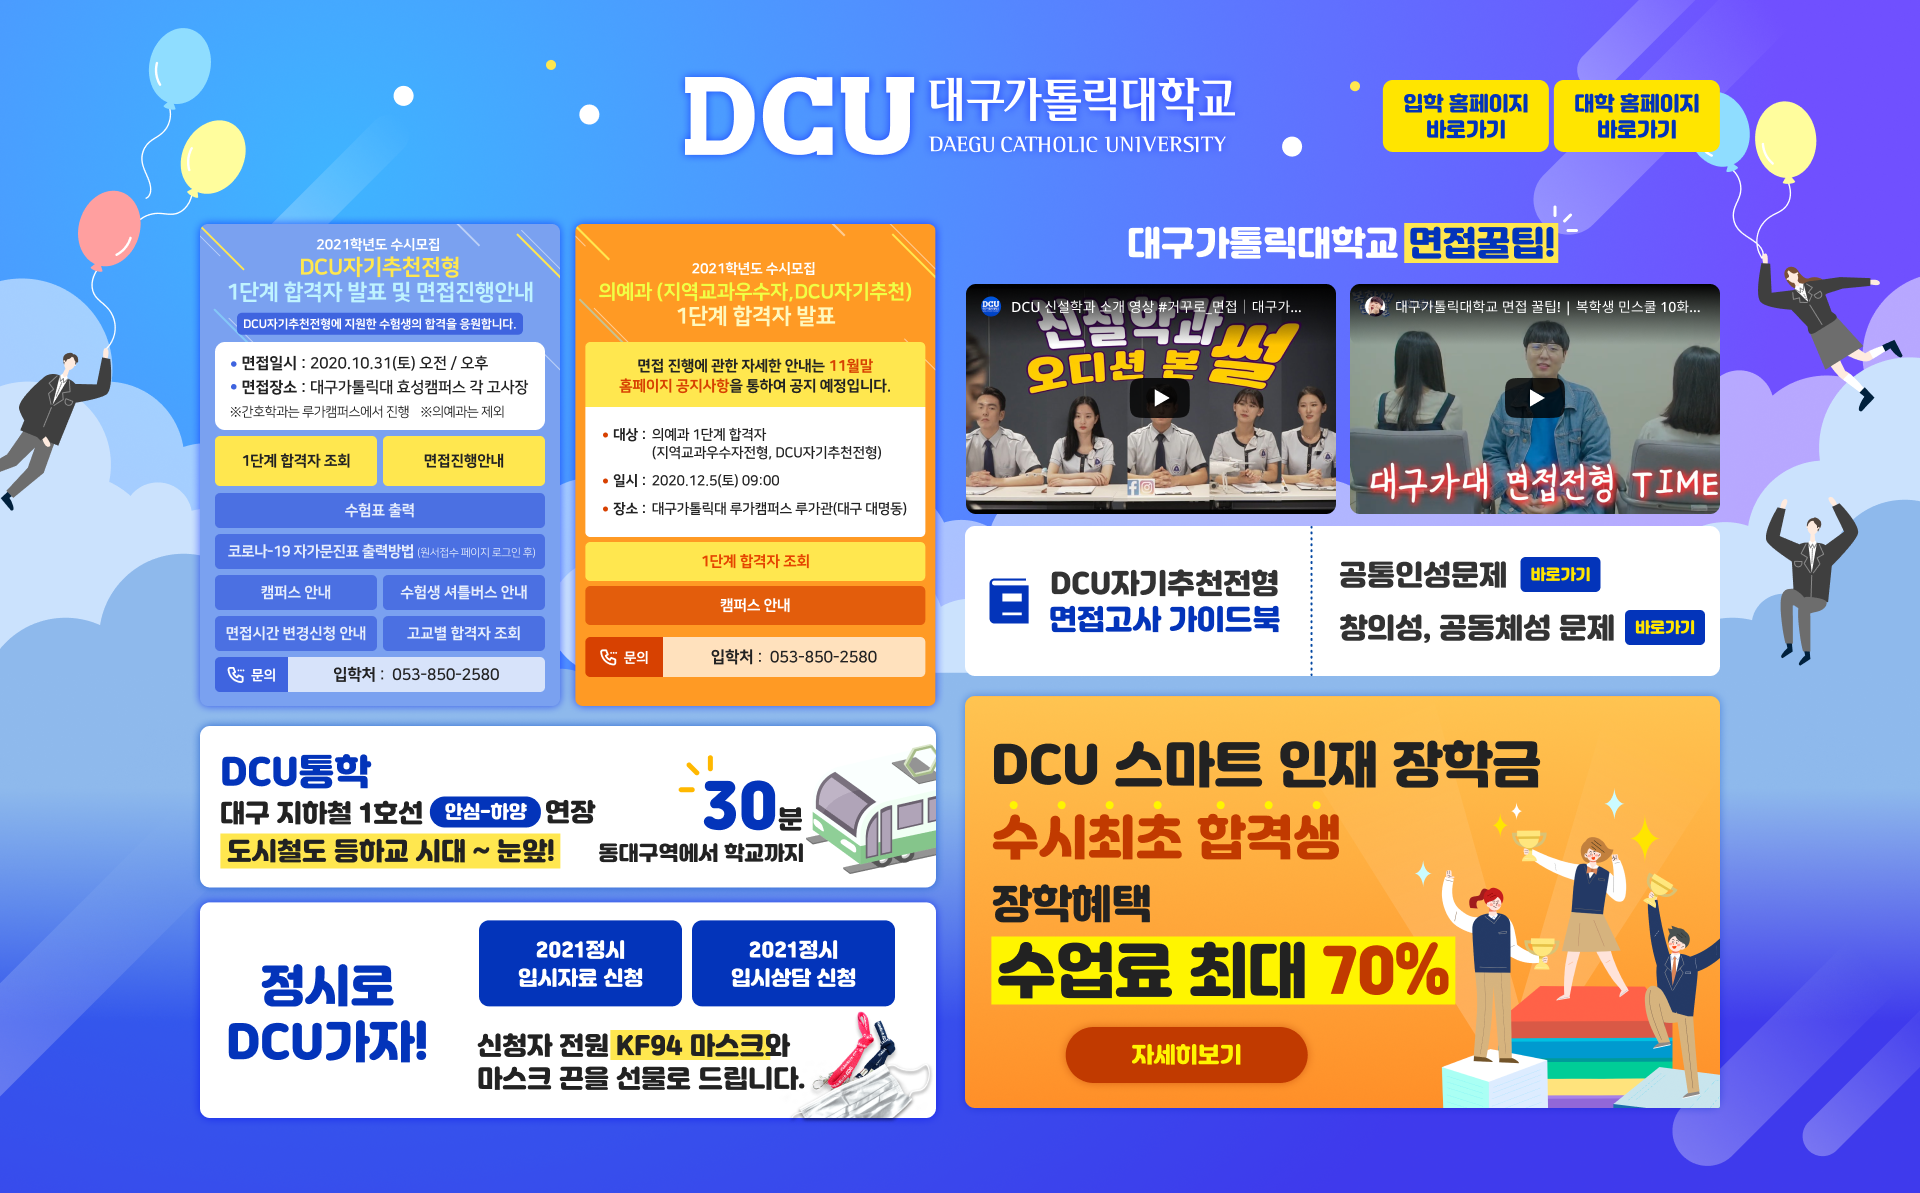 DCU 대구가톨릭대학교
DAEGU CATHOLIC UNIVERSITY
입학 홈페이지
바로가기
대학 홈페이지
바로가기
2021학년도 수시모집
DCU자기추천전형
1단계 합격자 발표 및 면접진행안내
DCU자기추천전형에 지원한 수험생의 합격을 응원합니다.
• 면접일시 : 2020.10.31(토) 오전 / 오후
• 면접장소 : 대구가톨릭대 효성캠퍼스 각 고사장
※간호학과는 루가캠퍼스에서 진행 ※의예과는 제외
1단계 합격자 조회
면접진행안내
수험표 출력
코로나-19 자가문진표 출력방법 (원서접수 페이지 로그인 후)
캠퍼스 안내
수험생 셔틀버스 안내
면접시간 변경신청 안내
고교별 합격자 조회
문의
입학처 : 053-850-2580
2021학년도 수시모집
의예과 (지역교과우수자,DCU자기추천)
1단계 합격자 발표
면접 진행에 관한 자세한 안내는 11월말
홈페이지 공지사항을 통하여 공지 예정입니다.
• 대상 : 의예과 1단계 합격자
(지역교과우수자전형, DCU자기추천전형)
• 일시 : 2020.12.5(토) 09:00
• 장소 : 대구가톨릭대 루가캠퍼스 루가관(대구 대명동)
1단계 합격자 조회
캠퍼스 안내
문의
입학처 : 053-850-2580
대구가톨릭대학교 면접꿀팁!
DCU
DCU 신설학과 소개 영상 #거꾸로_면접│대구가...
신설학과
오디션 본 썰
대구가톨릭대학교 면접 꿀팁! | 복학생 민스쿨 10화...
대구가대 면접전형 TIME
DCU자기추천전형
면접고사 가이드북
공통인성문제 바로가기
창의성, 공동체성 문제 바로가기
DCU통학
대구 지하철 1호선 안심-하양 연장
도시철도 등하교 시대 ~ 눈앞!
30분
동대구역에서 학교까지
정시로
DCU가자!
2021정시
입시자료 신청
2021정시
입시상담 신청
신청자 전원 KF94 마스크와
마스크 끈을 선물로 드립니다.
DCU 스마트 인재 장학금
수시최초 합격생
장학혜택
수업료 최대 70%
자세히보기